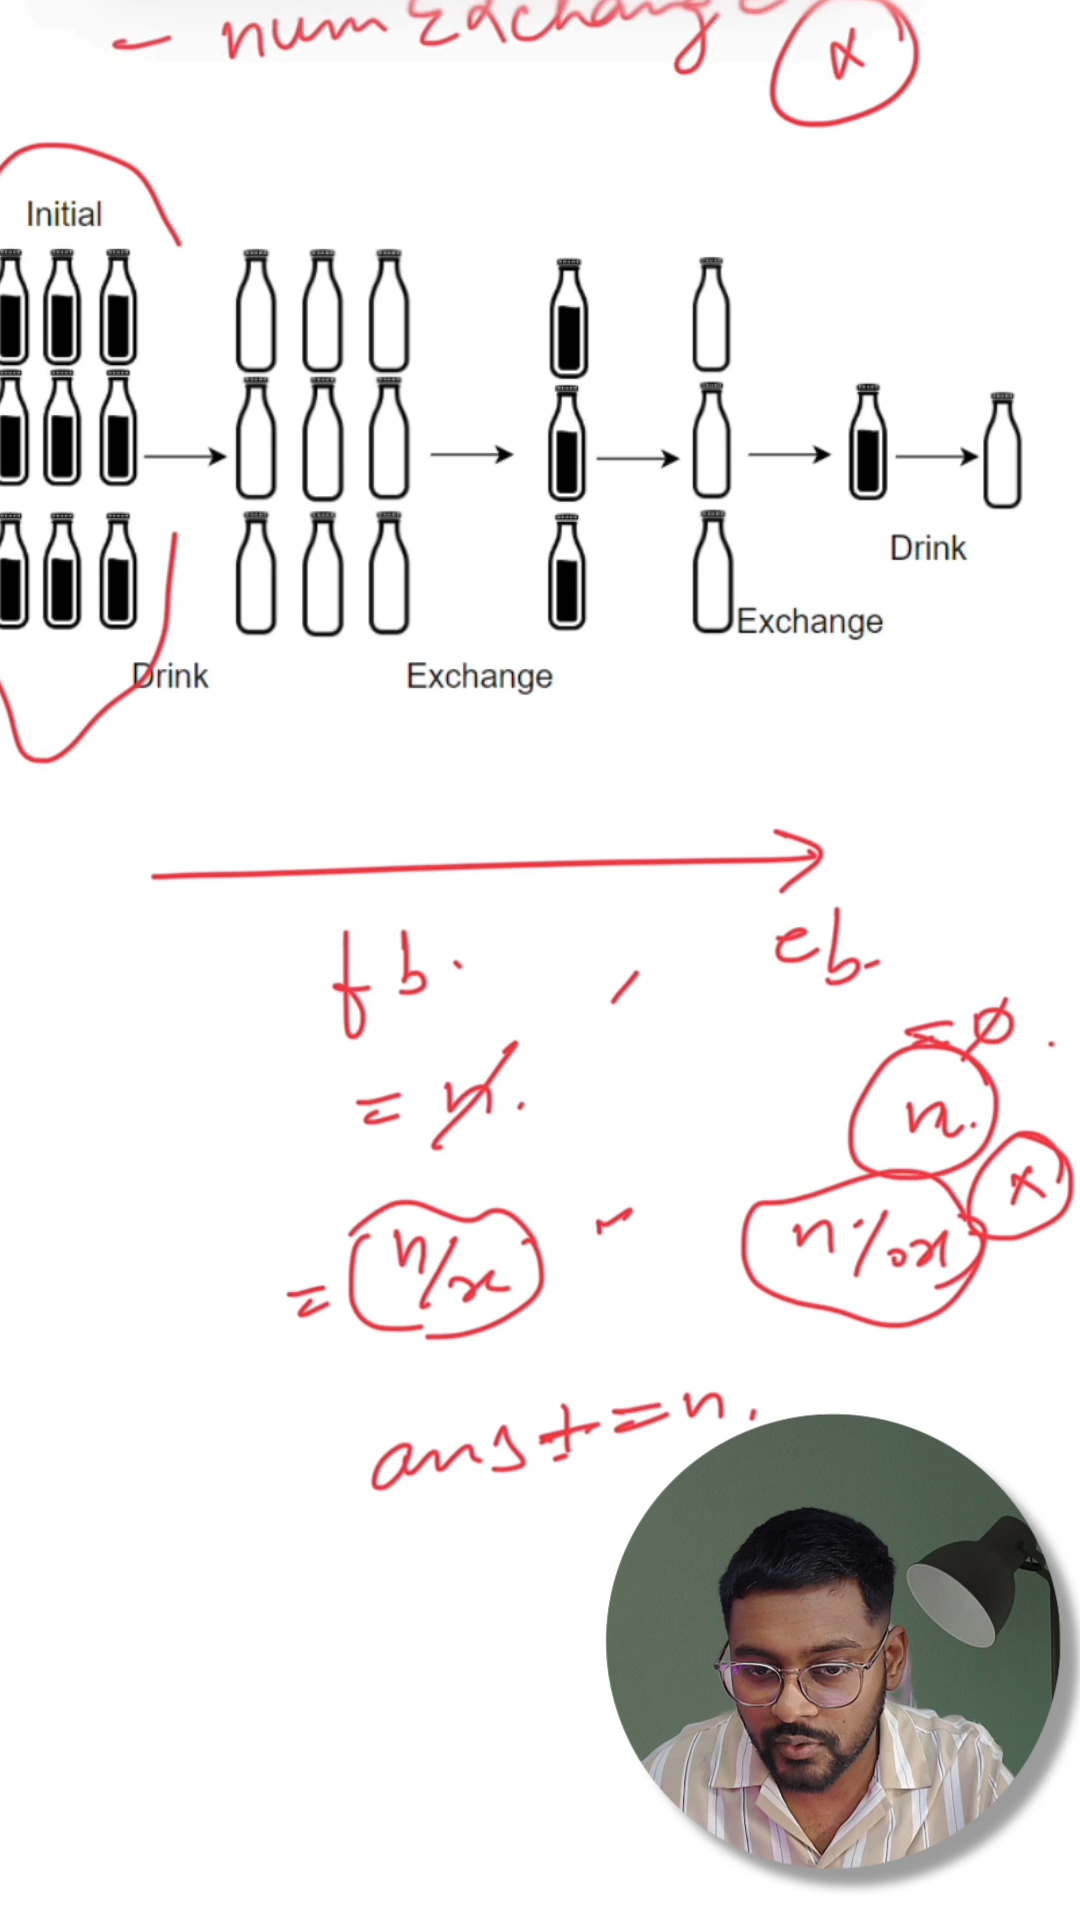 - numExchange x
Initial
Drink
Exchange
Exchange
Drink
fb. , eb.
= n. n.
= n/x n%x x
ans+=n.